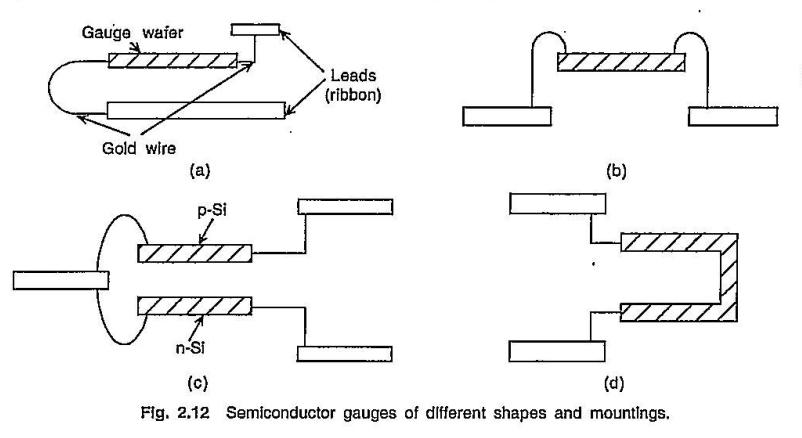 Gauge wafer
Leads
(ribbon)
Gold wire
(a)
(b)
p-Si
n-Si
(c)
(d)
Fig. 2.12 Semiconductor gauges of different shapes and mountings.